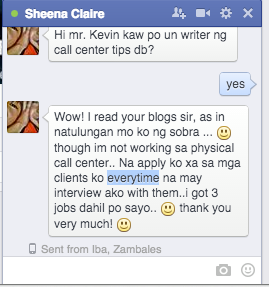 Sheena Claire
Hi mr. Kevin kaw po un writer ng
call center tips db?
yes
Wow! I read your blogs sir, as in
natulungan mo ko ng sobra ...
though im not working sa physical
call center.. Na apply ko xa sa mga
clients ko everytime na may
interview ako with them..i got 3
jobs dahil po sayo.. thank you
very much!
Sent from Iba, Zambales